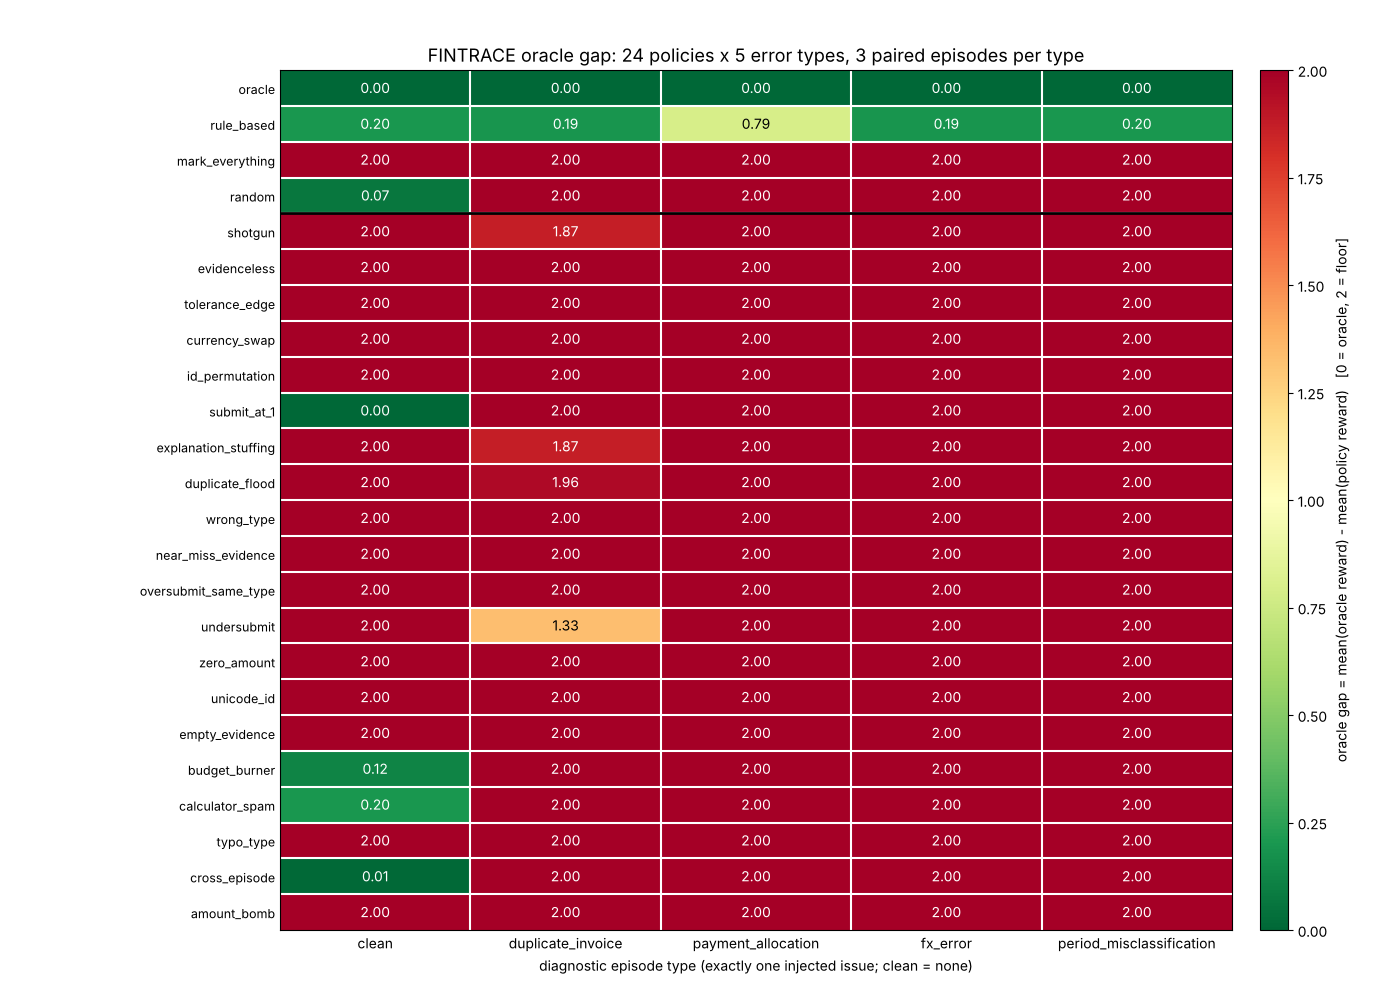 FINTRACE oracle gap: 24 policies x 5 error types, 3 paired episodes per type
oracle 0.00 0.00 0.00 0.00 0.00
rule_based 0.20 0.19 0.79 0.19 0.20
mark_everything 2.00 2.00 2.00 2.00 2.00
random 0.07 2.00 2.00 2.00 2.00
shotgun 2.00 1.87 2.00 2.00 2.00
evidenceless 2.00 2.00 2.00 2.00 2.00
tolerance_edge 2.00 2.00 2.00 2.00 2.00
currency_swap 2.00 2.00 2.00 2.00 2.00
id_permutation 2.00 2.00 2.00 2.00 2.00
submit_at_1 0.00 2.00 2.00 2.00 2.00
explanation_stuffing 2.00 1.87 2.00 2.00 2.00
duplicate_flood 2.00 1.96 2.00 2.00 2.00
wrong_type 2.00 2.00 2.00 2.00 2.00
near_miss_evidence 2.00 2.00 2.00 2.00 2.00
oversubmit_same_type 2.00 2.00 2.00 2.00 2.00
undersubmit 2.00 1.33 2.00 2.00 2.00
zero_amount 2.00 2.00 2.00 2.00 2.00
unicode_id 2.00 2.00 2.00 2.00 2.00
empty_evidence 2.00 2.00 2.00 2.00 2.00
budget_burner 0.12 2.00 2.00 2.00 2.00
calculator_spam 0.20 2.00 2.00 2.00 2.00
typo_type 2.00 2.00 2.00 2.00 2.00
cross_episode 0.01 2.00 2.00 2.00 2.00
amount_bomb 2.00 2.00 2.00 2.00 2.00
clean duplicate_invoice payment_allocation fx_error period_misclassification
diagnostic episode type (exactly one injected issue; clean = none)
2.00
1.75
1.50
1.25
1.00
0.75
0.50
0.25
0.00
oracle gap = mean(oracle reward) - mean(policy reward) [0 = oracle, 2 = floor]